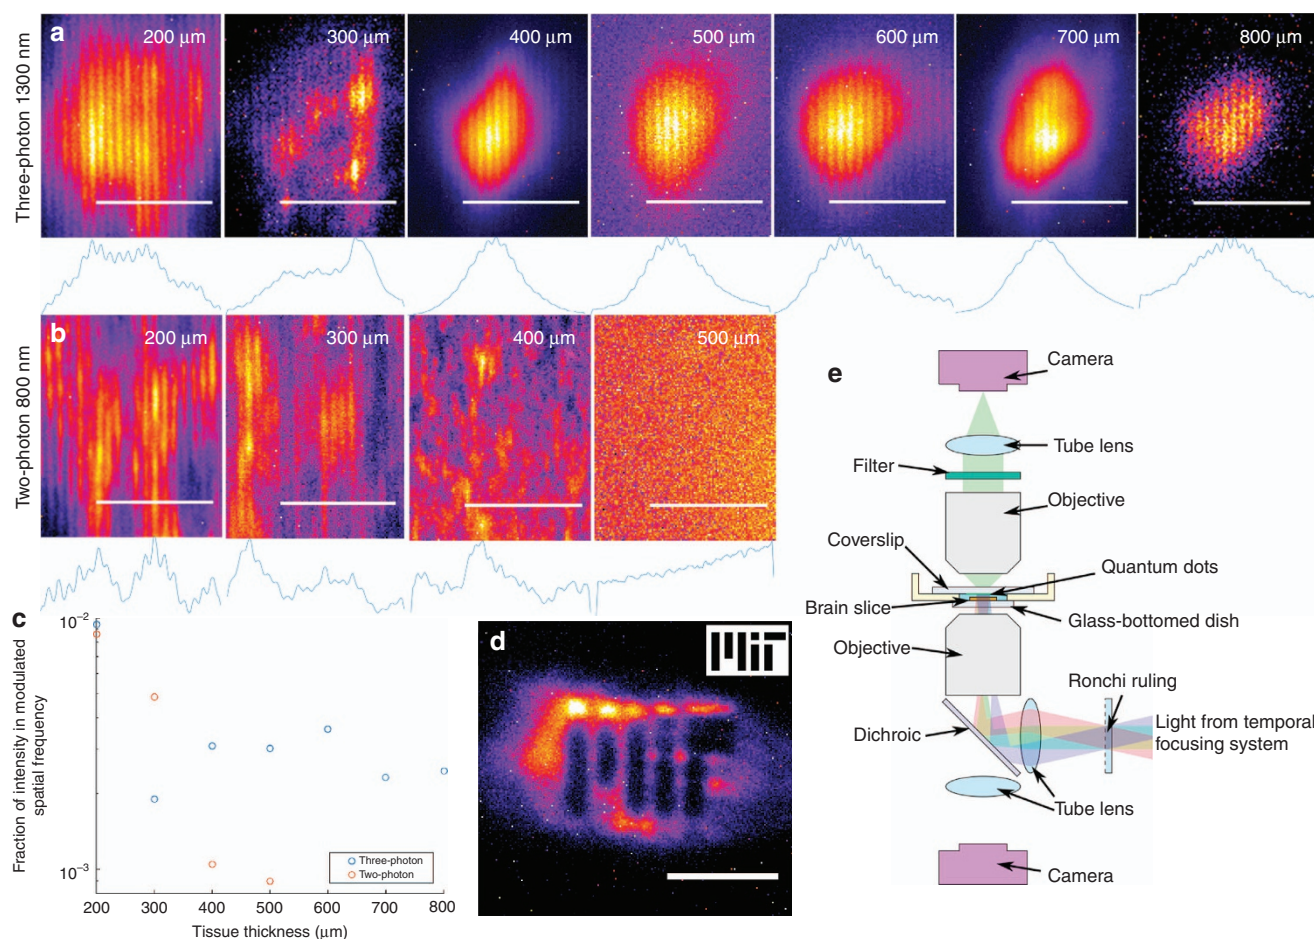 Three-photon 1300 nm
a
200 μm
300 μm
400 μm
500 μm
600 μm
700 μm
800 μm
Two-photon 800 nm
b
200 μm
300 μm
400 μm
500 μm
c
Fraction of intensity in modulated
spatial frequency
10⁻²
10⁻³
Three-photon
Two-photon
200
300
400
500
600
700
800
Tissue thickness (μm)
d
MIT
e
Camera
Tube lens
Filter
Objective
Coverslip
Quantum dots
Brain slice
Glass-bottomed dish
Objective
Ronchi ruling
Dichroic
Light from temporal
focusing system
Tube lens
Camera